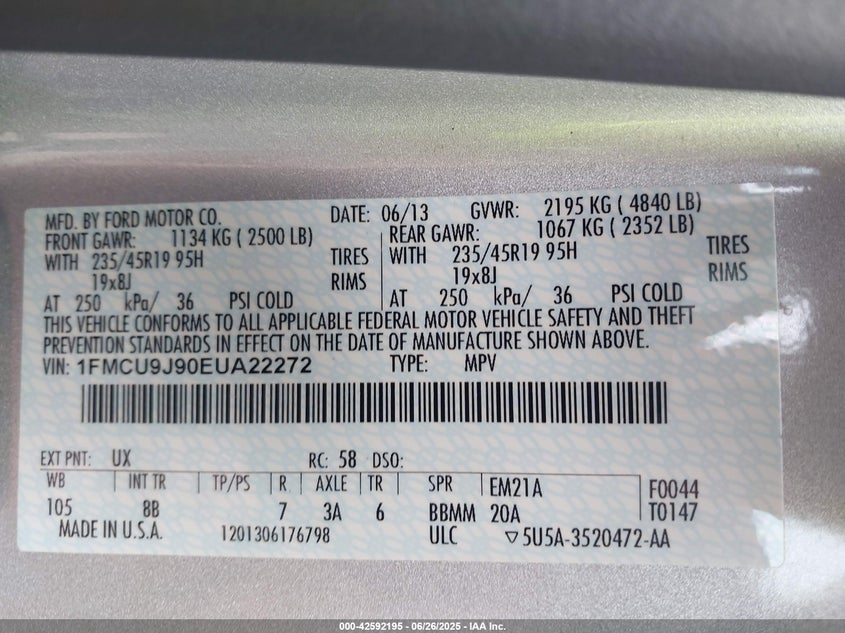 MFD. BY FORD MOTOR CO. DATE: 06/13 GVWR: 2195 KG ( 4840 LB)
FRONT GAWR: 1134 KG ( 2500 LB) REAR GAWR: 1067 KG ( 2352 LB)
WITH 235/45R19 95H TIRES WITH 235/45R19 95H TIRES
19x8J RIMS 19x8J RIMS
AT 250 kPa/ 36 PSI COLD AT 250 kPa/ 36 PSI COLD
THIS VEHICLE CONFORMS TO ALL APPLICABLE FEDERAL MOTOR VEHICLE SAFETY AND THEFT
PREVENTION STANDARDS IN EFFECT ON THE DATE OF MANUFACTURE SHOWN ABOVE.
VIN: 1FMCU9J90EUA22272 TYPE: MPV
EXT PNT: UX RC: 58 DSO:
WB INT TR TP/PS R AXLE TR SPR EM21A F0044
105 8B 7 3A 6 BBMM 20A T0147
MADE IN U.S.A. 1201306176798 ULC ▽5U5A-3520472-AA
000-42592195 - 06/26/2025 - IAA Inc.